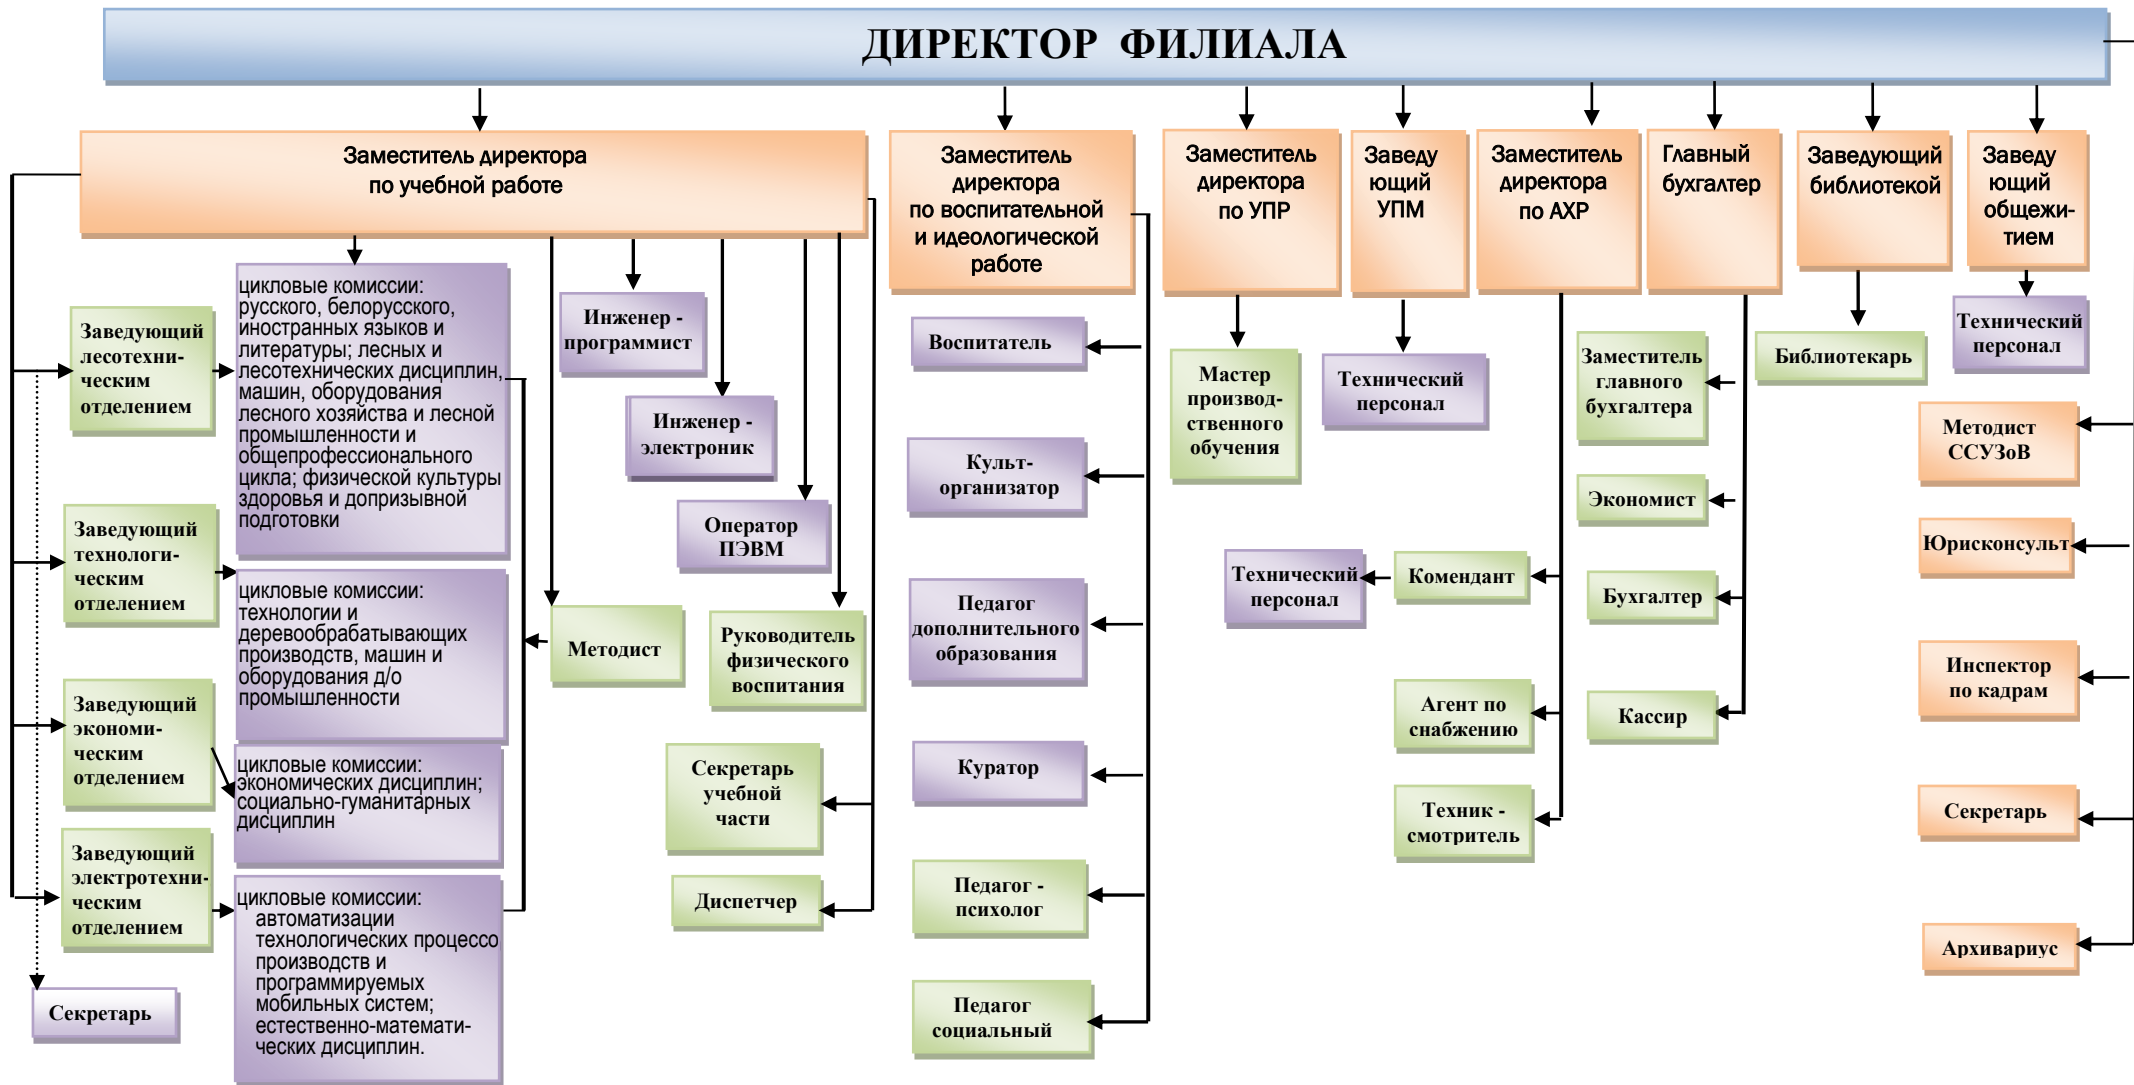 ДИРЕКТОР ФИЛИАЛА
Заместитель директора
по учебной работе
Заместитель
директора
по воспитательной
и идеологической
работе
Заместитель
директора
по УПР
Заведу
ющий
УПМ
Заместитель
директора
по АХР
Главный
бухгалтер
Заведующий
библиотекой
Заведу
ющий
общежи-
тием
Заведующий
лесотехни-
ческим
отделением
Заведующий
технологи-
ческим
отделением
Заведующий
экономи-
ческим
отделением
Заведующий
электротехни-
ческим
отделением
Секретарь
цикловые комиссии:
русского, белорусского,
иностранных языков и
литературы; лесных и
лесотехнических дисциплин,
машин, оборудования
лесного хозяйства и лесной
промышленности и
общепрофессионального
цикла; физической культуры
здоровья и допризывной
подготовки
цикловые комиссии:
технологии и
деревообрабатывающих
производств, машин и
оборудования д/о
промышленности
цикловые комиссии:
экономических дисциплин;
социально-гуманитарных
дисциплин
цикловые комиссии:
автоматизации
технологических процессо
производств и
программируемых
мобильных систем;
естественно-математи-
ческих дисциплин.
Инженер -
программист
Инженер -
электроник
Оператор
ПЭВМ
Методист
Руководитель
физического
воспитания
Секретарь
учебной
части
Диспетчер
Воспитатель
Культ-
организатор
Педагог
дополнительного
образования
Куратор
Педагог -
психолог
Педагог
социальный
Мастер
производ-
ственного
обучения
Технический
персонал
Технический
персонал
Комендант
Агент по
снабжению
Техник -
смотритель
Заместитель
главного
бухгалтера
Экономист
Бухгалтер
Кассир
Библиотекарь
Технический
персонал
Методист
ССУЗоВ
Юрисконсульт
Инспектор
по кадрам
Секретарь
Архивариус